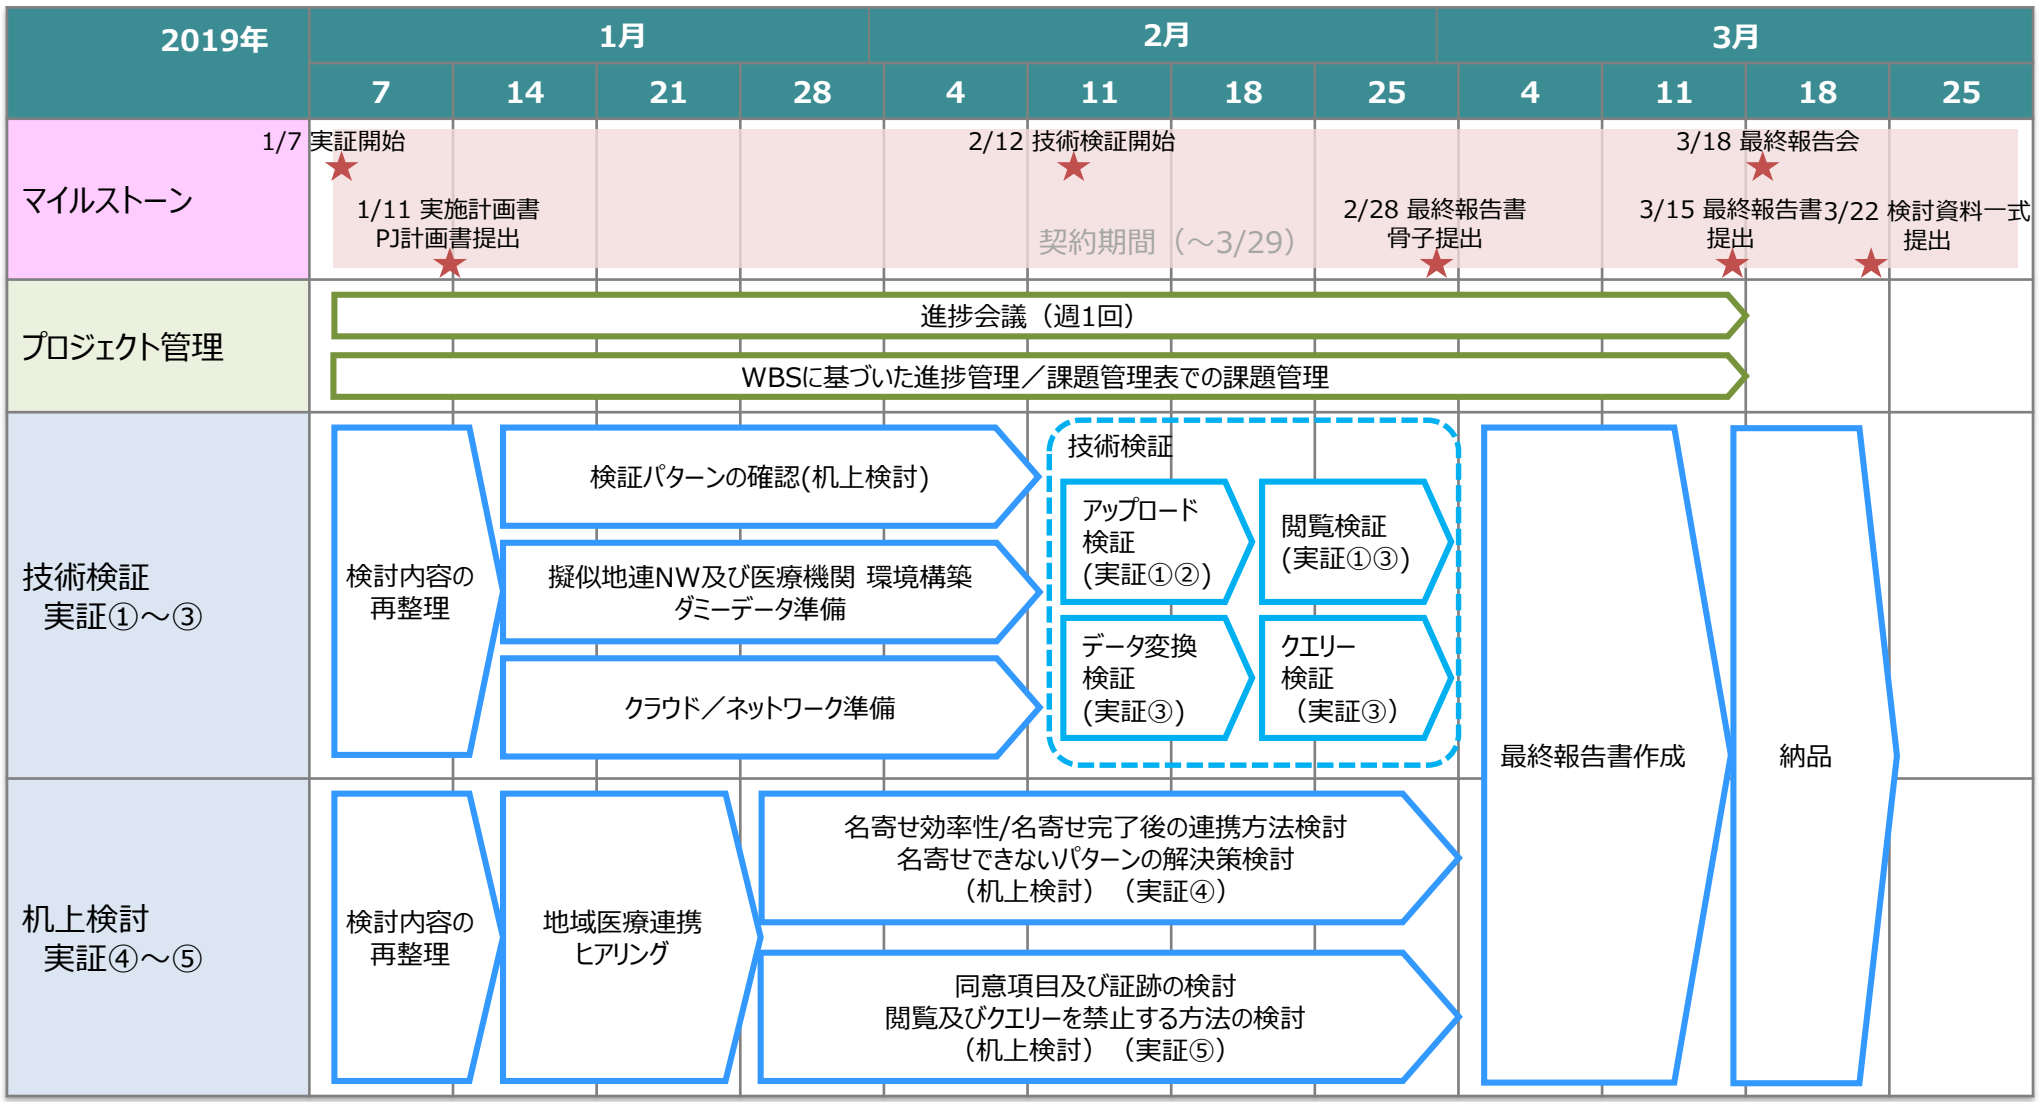 2019年
1月
2月
3月
7
14
21
28
4
11
18
25
4
11
18
25
マイルストーン
1/7 実証開始
2/12 技術検証開始
3/18 最終報告会
1/11 実施計画書
PJ計画書提出
契約期間（～3/29）
2/28 最終報告書
骨子提出
3/15 最終報告書
提出
3/22 検討資料一式
提出
プロジェクト管理
進捗会議（週1回）
WBSに基づいた進捗管理／課題管理表での課題管理
技術検証
実証①～③
検討内容の
再整理
検証パターンの確認(机上検討)
擬似地連NW及び医療機関 環境構築
ダミーデータ準備
クラウド／ネットワーク準備
技術検証
アップロード
検証
(実証①②)
閲覧検証
(実証①③)
データ変換
検証
(実証③)
クエリー
検証
（実証③）
最終報告書作成
納品
机上検討
実証④～⑤
検討内容の
再整理
地域医療連携
ヒアリング
名寄せ効率性/名寄せ完了後の連携方法検討
名寄せできないパターンの解決策検討
（机上検討）（実証④）
同意項目及び証跡の検討
閲覧及びクエリーを禁止する方法の検討
（机上検討）（実証⑤）